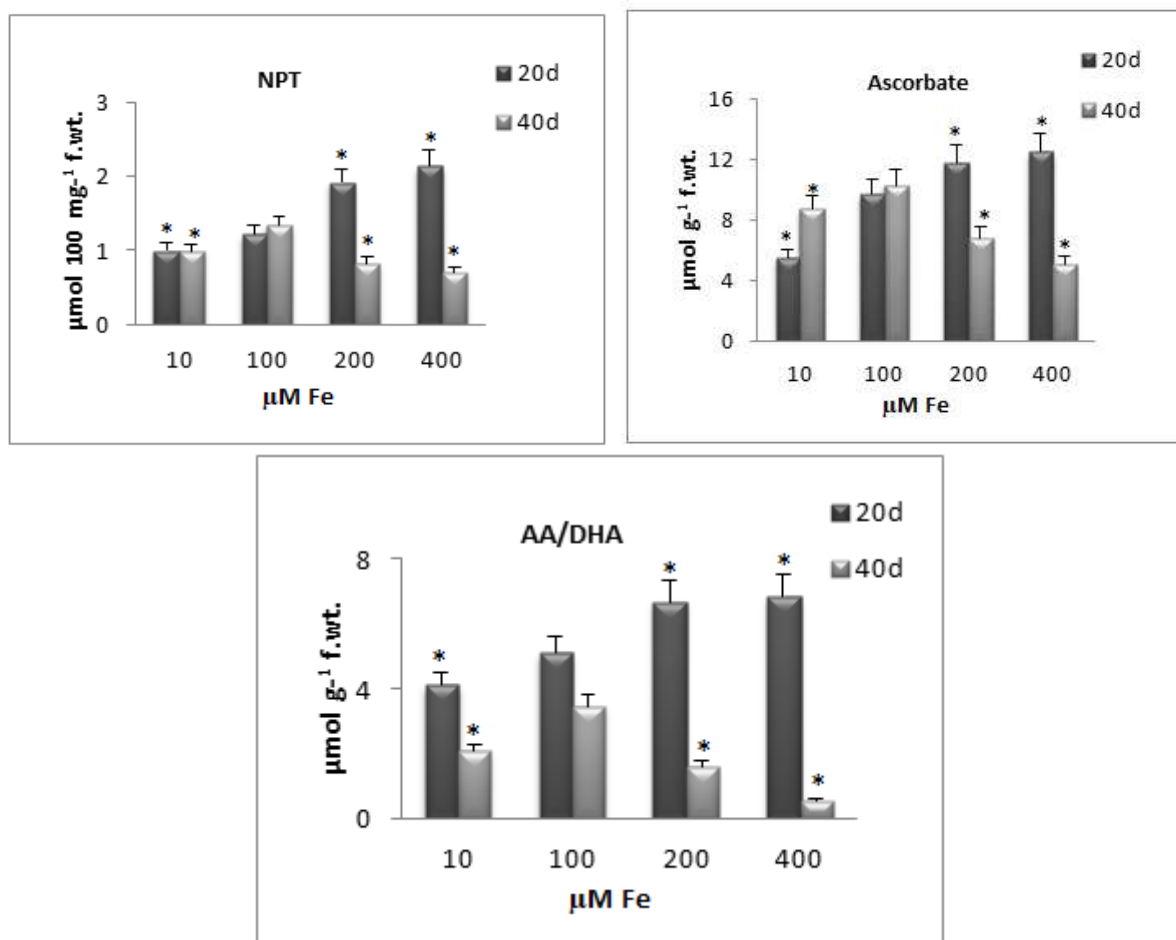 NPT
20d
40d
3
2
1
0
* * * * * *
µmol 100 mg-¹ f.wt.
10 100 200 400
µM Fe
Ascorbate
20d
40d
16
12
8
4
0
* * * * * *
µmol g-¹ f.wt.
10 100 200 400
µM Fe
AA/DHA
20d
40d
8
4
0
* * * * * *
µmol g-¹ f.wt.
10 100 200 400
µM Fe